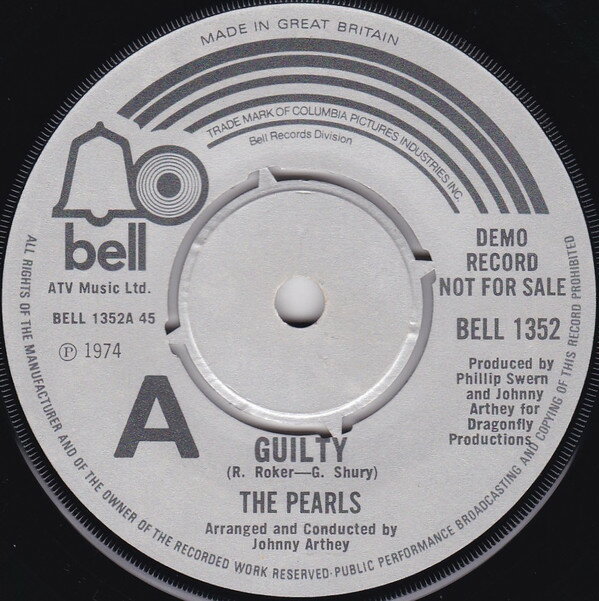 MADE IN GREAT BRITAIN
TRADE MARK OF COLUMBIA PICTURES INDUSTRIES INC.
Bell Records Division
bell
ATV Music Ltd.
BELL 1352A 45
Ⓟ 1974
A
DEMO
RECORD
NOT FOR SALE
BELL 1352
Produced by
Phillip Swern
and Johnny
Arthey for
Dragonfly
Productions
GUILTY
(R. Roker—G. Shury)
THE PEARLS
Arranged and Conducted by
Johnny Arthey
ALL RIGHTS OF THE MANUFACTURER AND OF THE OWNER OF THE RECORDED WORK RESERVED·PUBLIC PERFORMANCE BROADCASTING AND COPYING OF THIS RECORD PROHIBITED